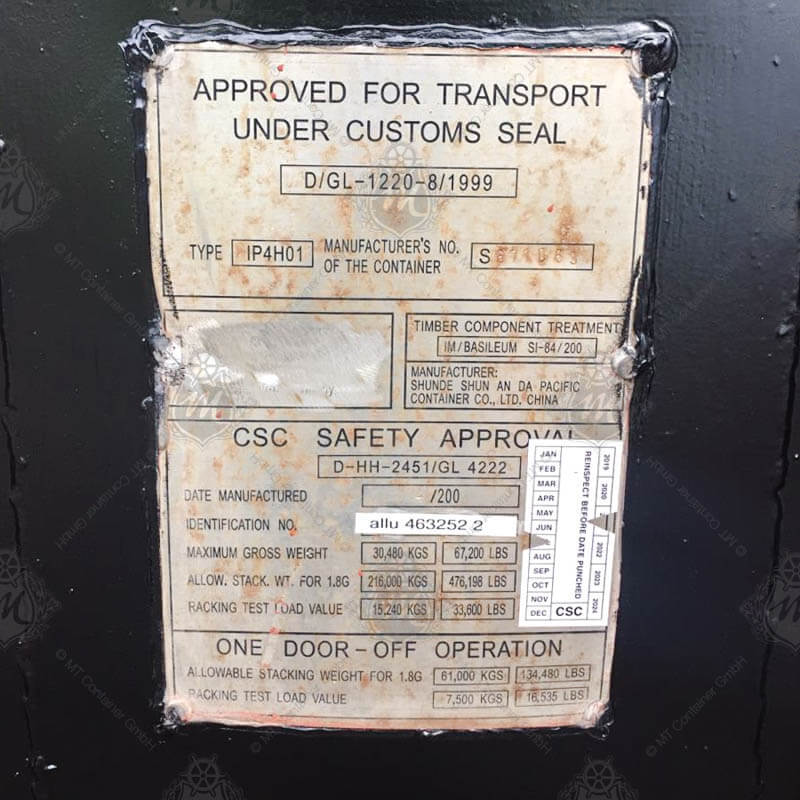 APPROVED FOR TRANSPORT
UNDER CUSTOMS SEAL
D/GL-1220-8/1999
TYPE IP4H01 MANUFACTURER'S NO.
OF THE CONTAINER S
TIMBER COMPONENT TREATMENT
IM/BASILEUM SI-84/200
MANUFACTURER:
SHUNDE SHUN AN DA PACIFIC
CONTAINER CO., LTD. CHINA
CSC SAFETY APPROVAL
D-HH-2451/GL 4222
DATE MANUFACTURED /200
IDENTIFICATION NO. allu 463252 2
MAXIMUM GROSS WEIGHT 30,480 KGS 67,200 LBS
ALLOW. STACK. WT. FOR 1.8G 216,000 KGS 476,198 LBS
RACKING TEST LOAD VALUE 15,240 KGS 33,600 LBS
JAN
FEB
MAR
APR
MAY
JUN
AUG
SEP
OCT
NOV
DEC
REINSPECT BEFORE DATE PUNCHED
CSC
2019
2020
2022
2023
2024
ONE DOOR-OFF OPERATION
ALLOWABLE STACKING WEIGHT FOR 1.8G 61,000 KGS 134,480 LBS
RACKING TEST LOAD VALUE 7,500 KGS 16,535 LBS
© MT Container GmbH